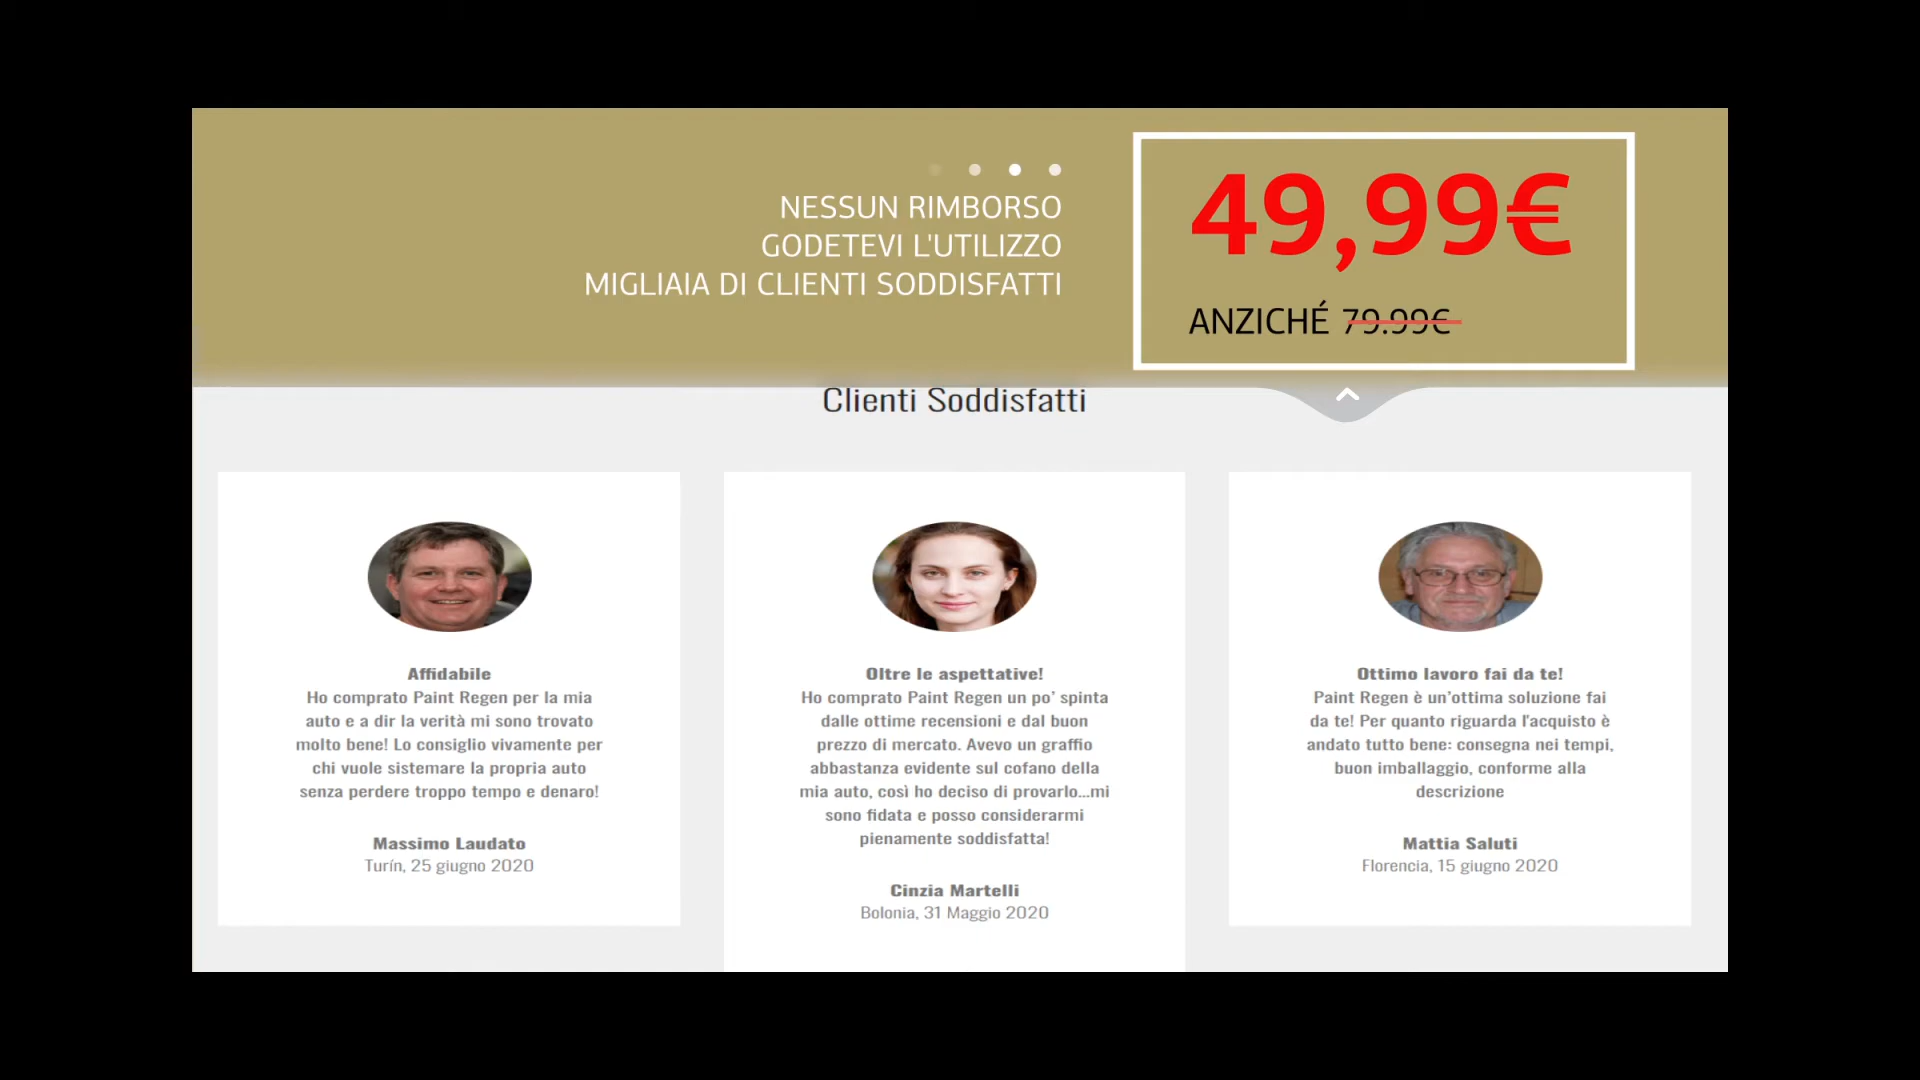 NESSUN RIMBORSO
GODETEVI L'UTILIZZO
MIGLIAIA DI CLIENTI SODDISFATTI
49,99€
ANZICHÉ 79.99€
Clienti Soddisfatti
Affidabile
Ho comprato Paint Regen per la mia
auto e a dir la verità mi sono trovato
molto bene! Lo consiglio vivamente per
chi vuole sistemare la propria auto
senza perdere troppo tempo e denaro!
Massimo Laudato
Turín, 25 giugno 2020
Oltre le aspettative!
Ho comprato Paint Regen un po’ spinta
dalle ottime recensioni e dal buon
prezzo di mercato. Avevo un graffio
abbastanza evidente sul cofano della
mia auto, così ho deciso di provarlo...mi
sono fidata e posso considerarmi
pienamente soddisfatta!
Cinzia Martelli
Bolonia, 31 Maggio 2020
Ottimo lavoro fai da te!
Paint Regen è un’ottima soluzione fai
da te! Per quanto riguarda l'acquisto è
andato tutto bene: consegna nei tempi,
buon imballaggio, conforme alla
descrizione
Mattia Saluti
Florencia, 15 giugno 2020